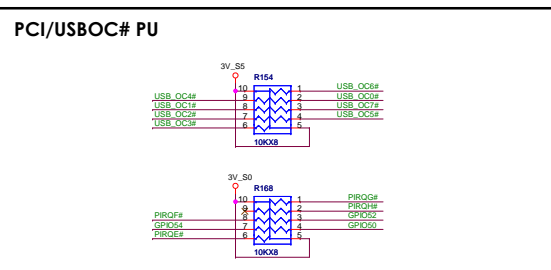 PCI/USBOC# PU
3V_S5
R154
10 1 USB_OC6#
USB_OC4# 9 2 USB_OC0#
USB_OC1# 8 3 USB_OC7#
USB_OC2# 7 4 USB_OC5#
USB_OC3# 6 5
10KX8
3V_S0
R168
10 1 PIRQG#
9 2 PIRQH#
PIRQF# 8 3 GPIO52
GPIO54 7 4 GPIO50
PIRQE# 6 5
10KX8